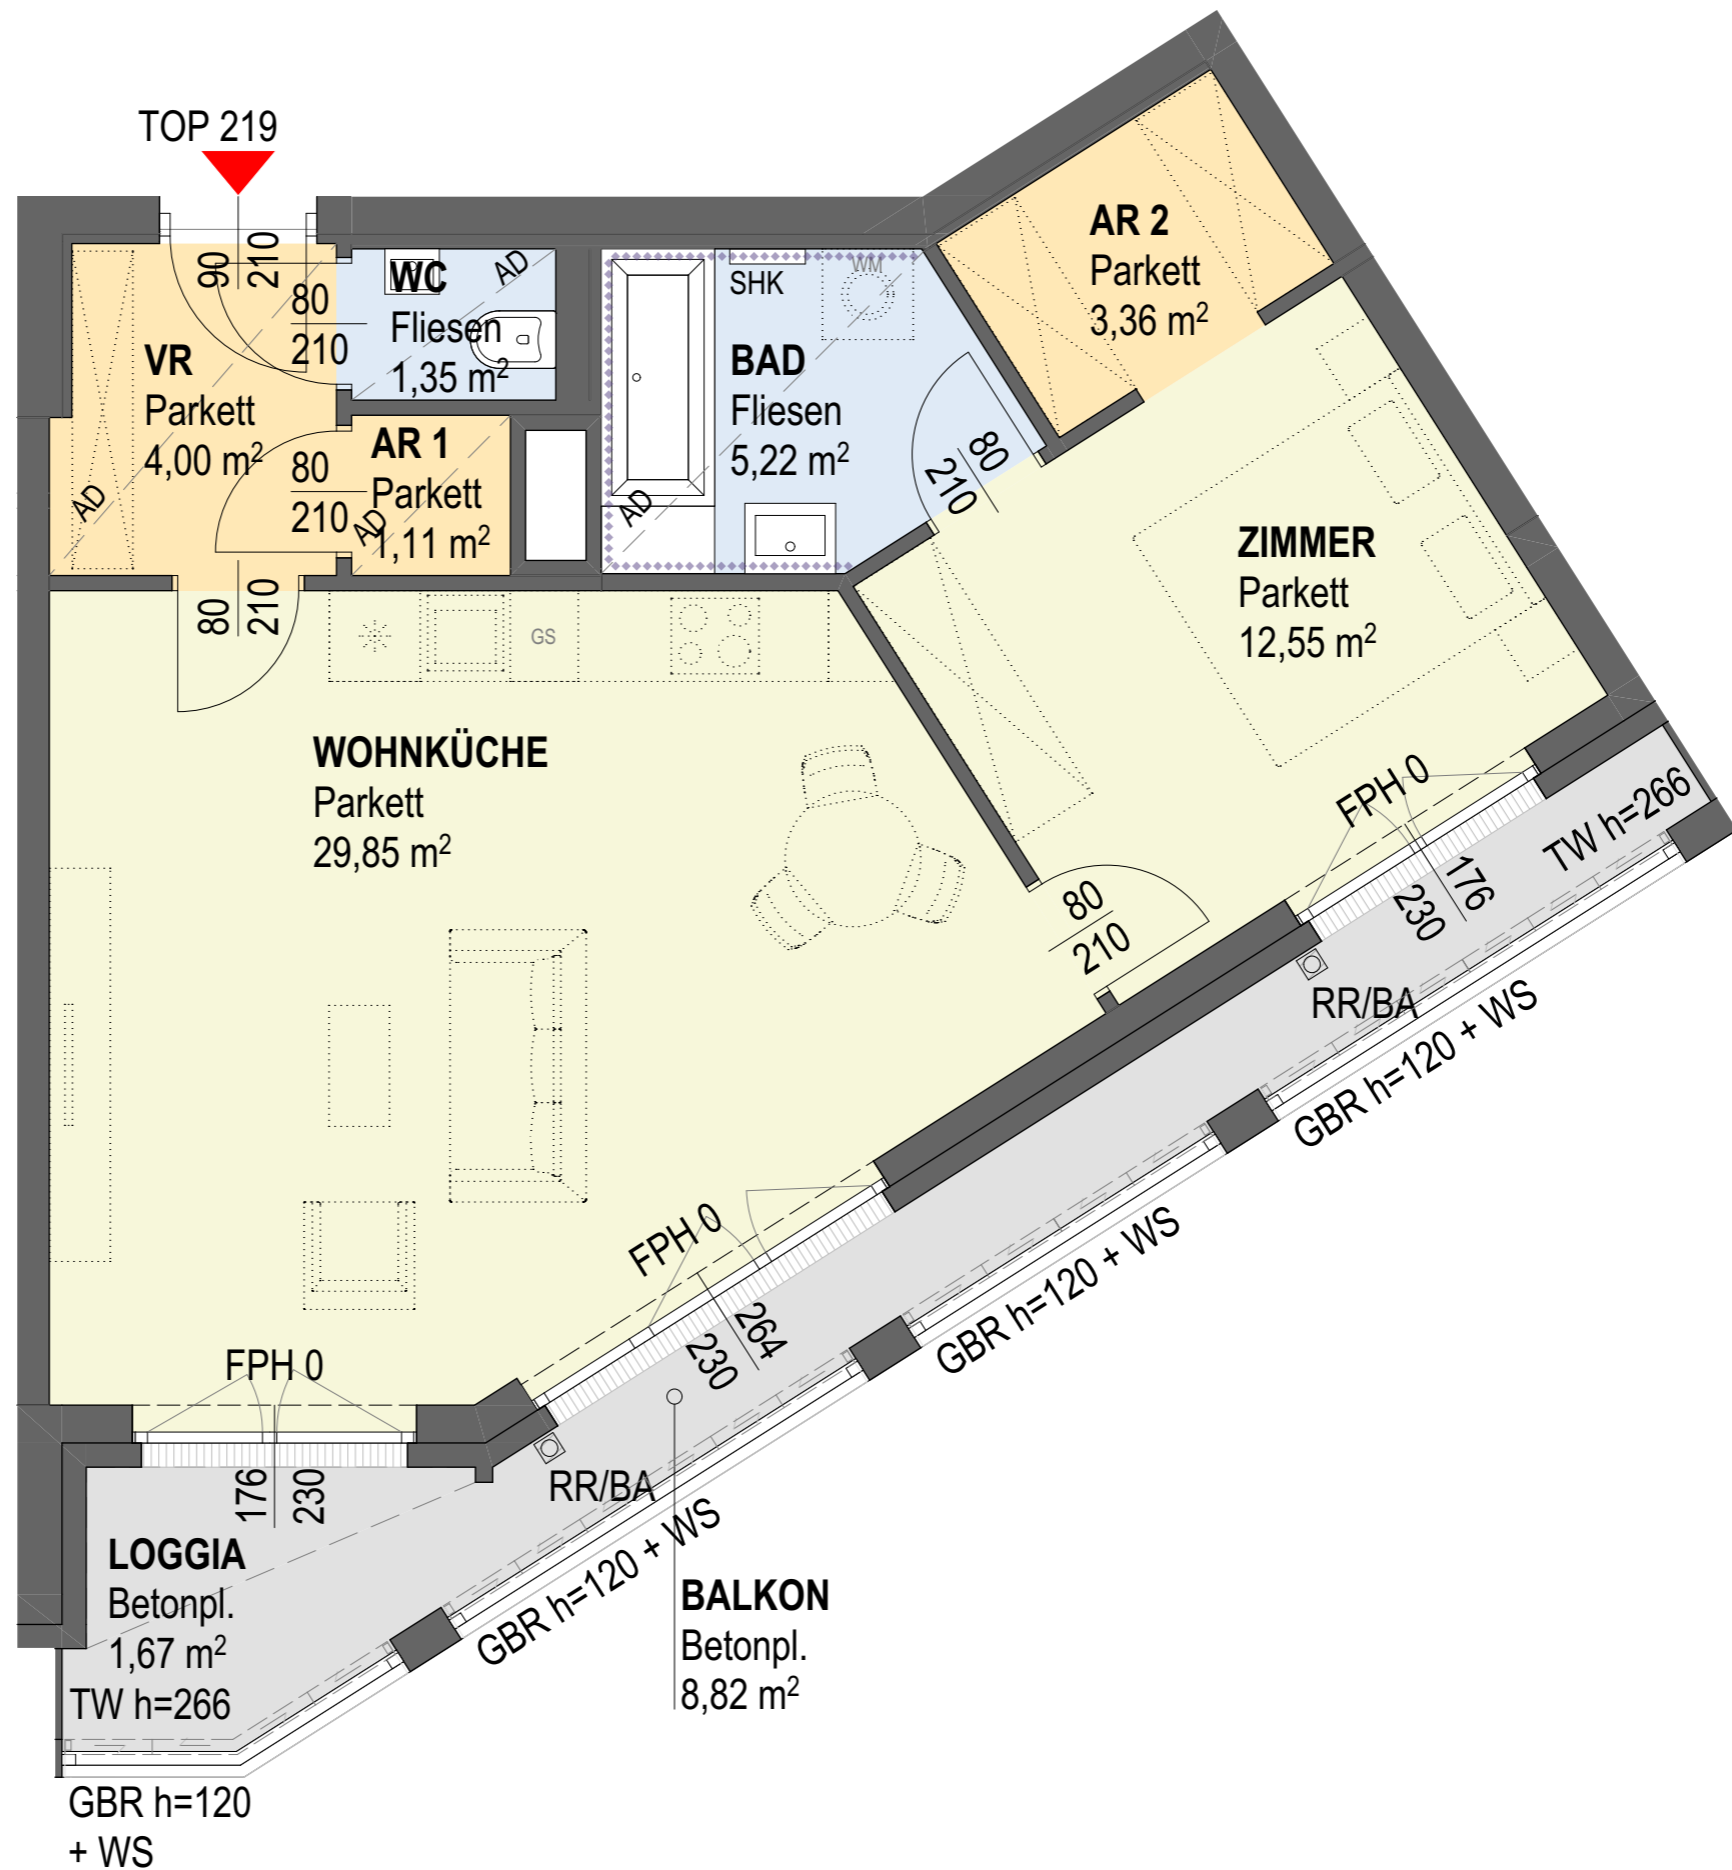 TOP 219
90
210
80
210
WC
Fliesen
1,35 m²
AD
VR
Parkett
4,00 m²
AD
80
210
AR 1
Parkett
1,11 m²
AD
80
210
SHK
WM
BAD
Fliesen
5,22 m²
AD
80
210
AR 2
Parkett
3,36 m²
ZIMMER
Parkett
12,55 m²
GS
WOHNKÜCHE
Parkett
29,85 m²
80
210
FPH 0
176
230
TW h=266
RR/BA
GBR h=120 + WS
FPH 0
264
230
GBR h=120 + WS
FPH 0
176
230
RR/BA
GBR h=120 + WS
LOGGIA
Betonpl.
1,67 m²
TW h=266
BALKON
Betonpl.
8,82 m²
GBR h=120
+ WS